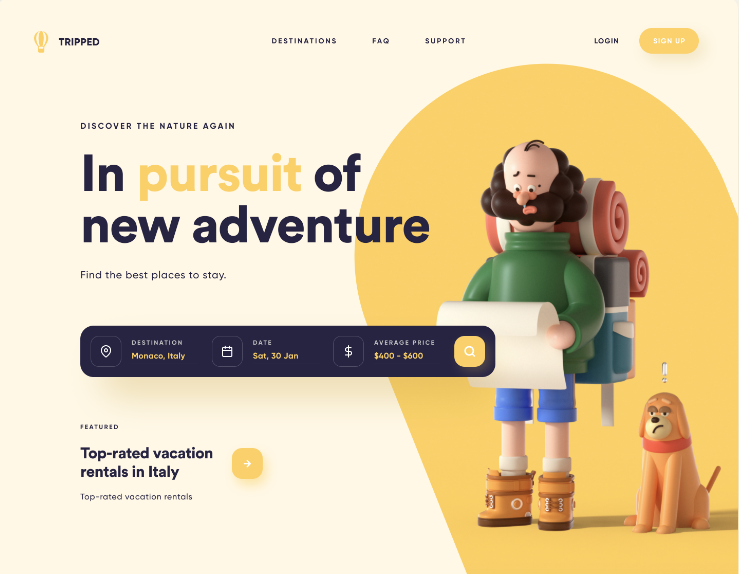 TRIPPED
DESTINATIONS
FAQ
SUPPORT
LOGIN
SIGN UP
DISCOVER THE NATURE AGAIN
In pursuit of
new adventure
Find the best places to stay.
DESTINATION
Monaco, Italy
DATE
Sat, 30 Jan
AVERAGE PRICE
$400 - $600
!
FEATURED
Top-rated vacation
rentals in Italy
Top-rated vacation rentals